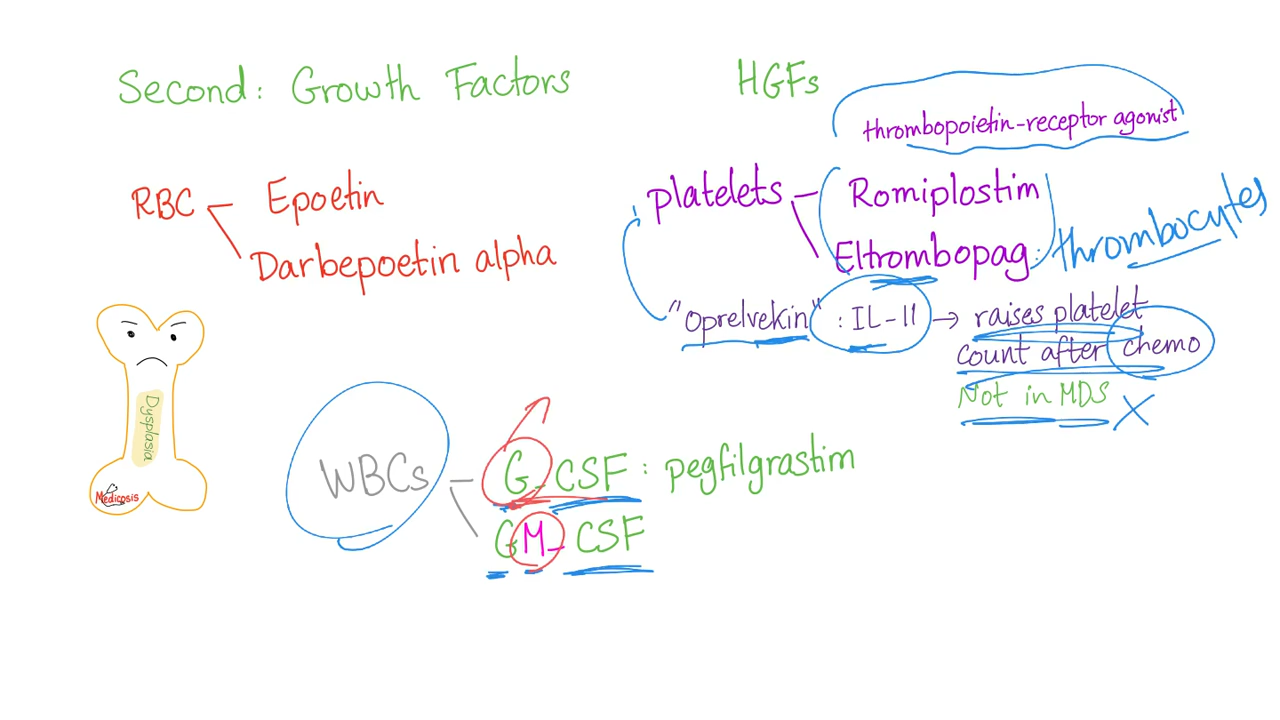 Second: Growth Factors
HGFs
thrombopoietin-receptor agonist
RBC
Epoetin
Darbepoetin alpha
platelets
Romiplostim
Eltrombopag: thrombocytes
"Oprelvekin": IL-11 → raises platelet
count after chemo
Not in MDS X
Dysplasia
Medicosis
WBCs
G-CSF: pegfilgrastim
GM-CSF